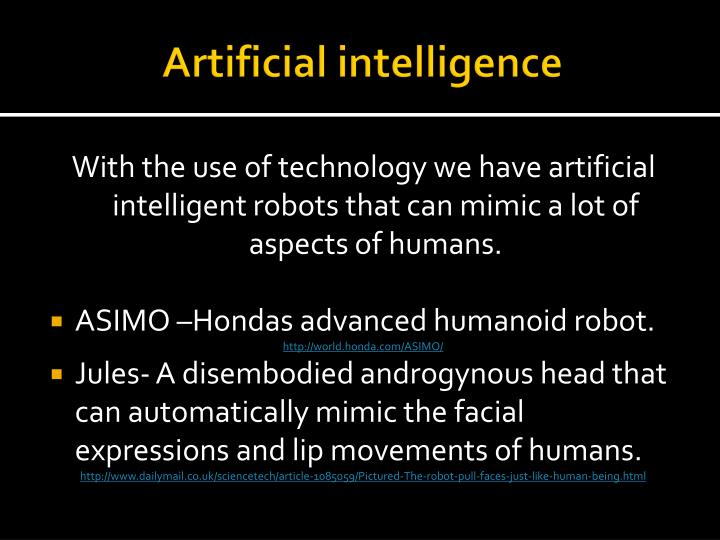 Artificial intelligence
With the use of technology we have artificial
intelligent robots that can mimic a lot of
aspects of humans.
ASIMO –Hondas advanced humanoid robot.
http://world.honda.com/ASIMO/
Jules- A disembodied androgynous head that
can automatically mimic the facial
expressions and lip movements of humans.
http://www.dailymail.co.uk/sciencetech/article-1085059/Pictured-The-robot-pull-faces-just-like-human-being.html